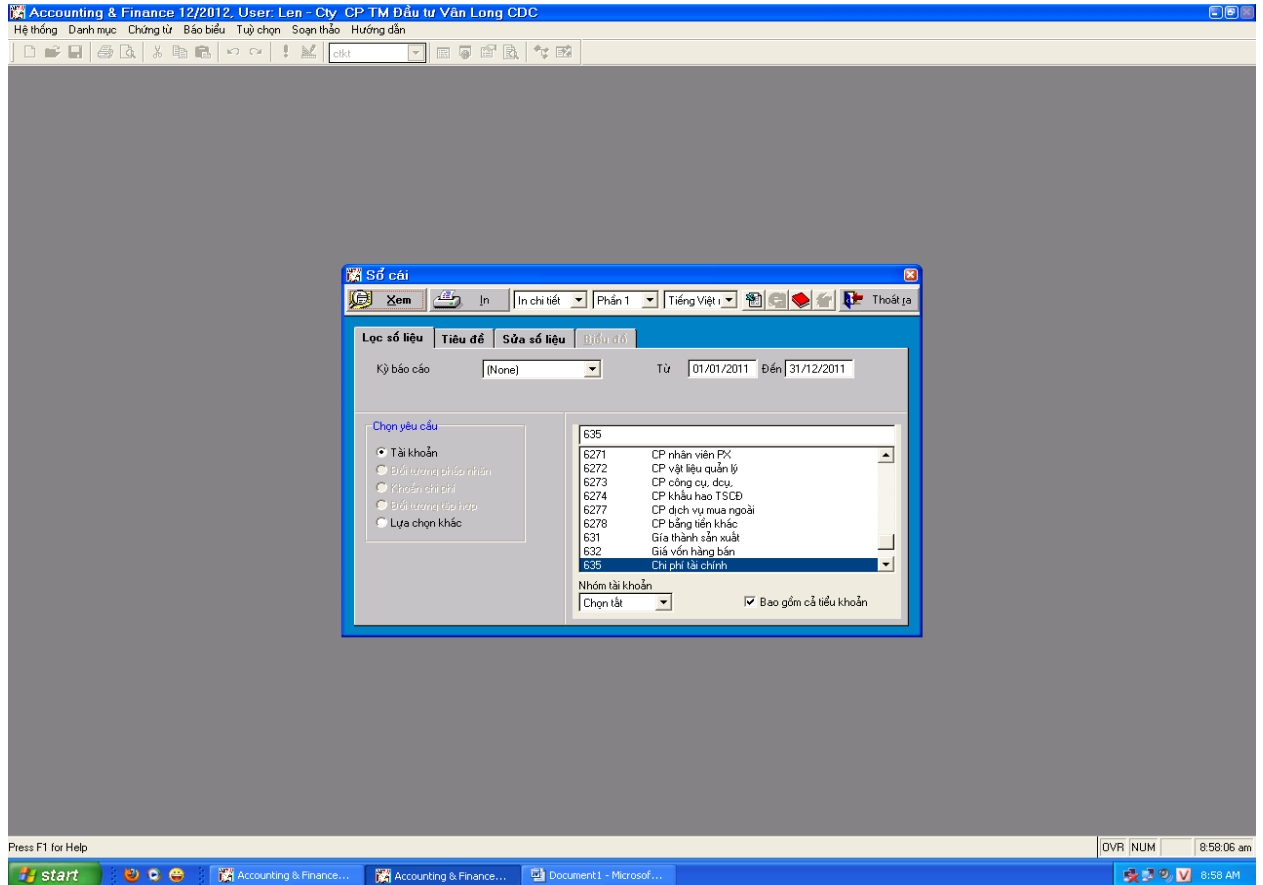 Accounting & Finance 12/2012, User: Len - Cty CP TM Đầu tư Vân Long CDC
Hệ thống Danh mục Chứng từ Báo biểu Tuỳ chọn Soạn thảo Hướng dẫn
ctkt
Sổ cái
Xem In In chi tiết Phần 1 Tiếng Việt Thoát ra
Lọc số liệu Tiêu đề Sửa số liệu Biểu đồ
Kỳ báo cáo (None) Từ 01/01/2011 Đến 31/12/2011
Chọn yêu cầu
Tài khoản
Đối tượng pháp nhân
Khoản chi phí
Đối tượng tập hợp
Lựa chọn khác
635
6271 CP nhân viên PX
6272 CP vật liệu quản lý
6273 CP công cụ, dcụ,
6274 CP khấu hao TSCĐ
6277 CP dịch vụ mua ngoài
6278 CP bằng tiền khác
631 Gía thành sản xuất
632 Giá vốn hàng bán
635 Chi phí tài chính
Nhóm tài khoản
Chọn tất Bao gồm cả tiểu khoản
Press F1 for Help OVR NUM 8:58:06 am
start Accounting & Finance... Accounting & Finance... Document1 - Microsof... V 8:58 AM